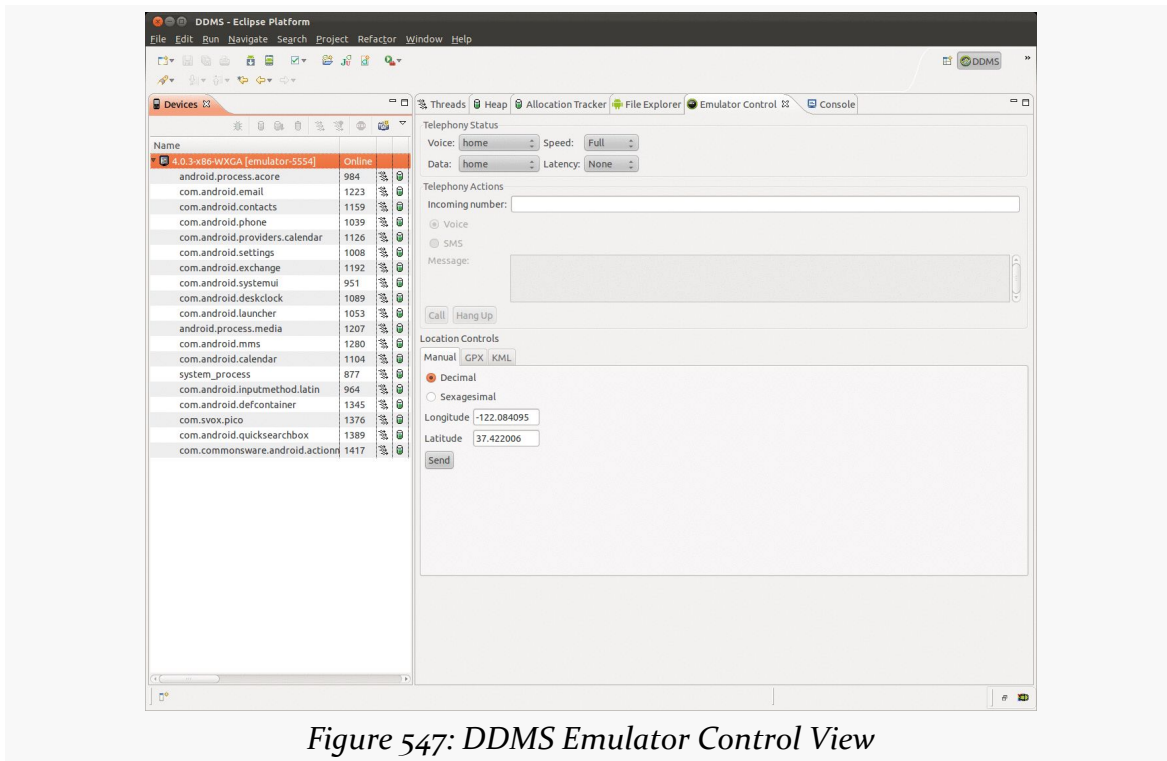 DDMS - Eclipse Platform
File Edit Run Navigate Search Project Refactor Window Help
DDMS »
Devices
Threads Heap Allocation Tracker File Explorer Emulator Control Console
Name
4.0.3-x86-WXGA [emulator-5554] Online
android.process.acore 984
com.android.email 1223
com.android.contacts 1159
com.android.phone 1039
com.android.providers.calendar 1126
com.android.settings 1008
com.android.exchange 1192
com.android.systemui 951
com.android.deskclock 1089
com.android.launcher 1053
android.process.media 1207
com.android.mms 1280
com.android.calendar 1104
system_process 877
com.android.inputmethod.latin 964
com.android.defcontainer 1345
com.svox.pico 1376
com.android.quicksearchbox 1389
com.commonsware.android.actionn 1417
Telephony Status
Voice: home Speed: Full
Data: home Latency: None
Telephony Actions
Incoming number:
Voice
SMS
Message:
Call Hang Up
Location Controls
Manual GPX KML
Decimal
Sexagesimal
Longitude -122.084095
Latitude 37.422006
Send
Figure 547: DDMS Emulator Control View